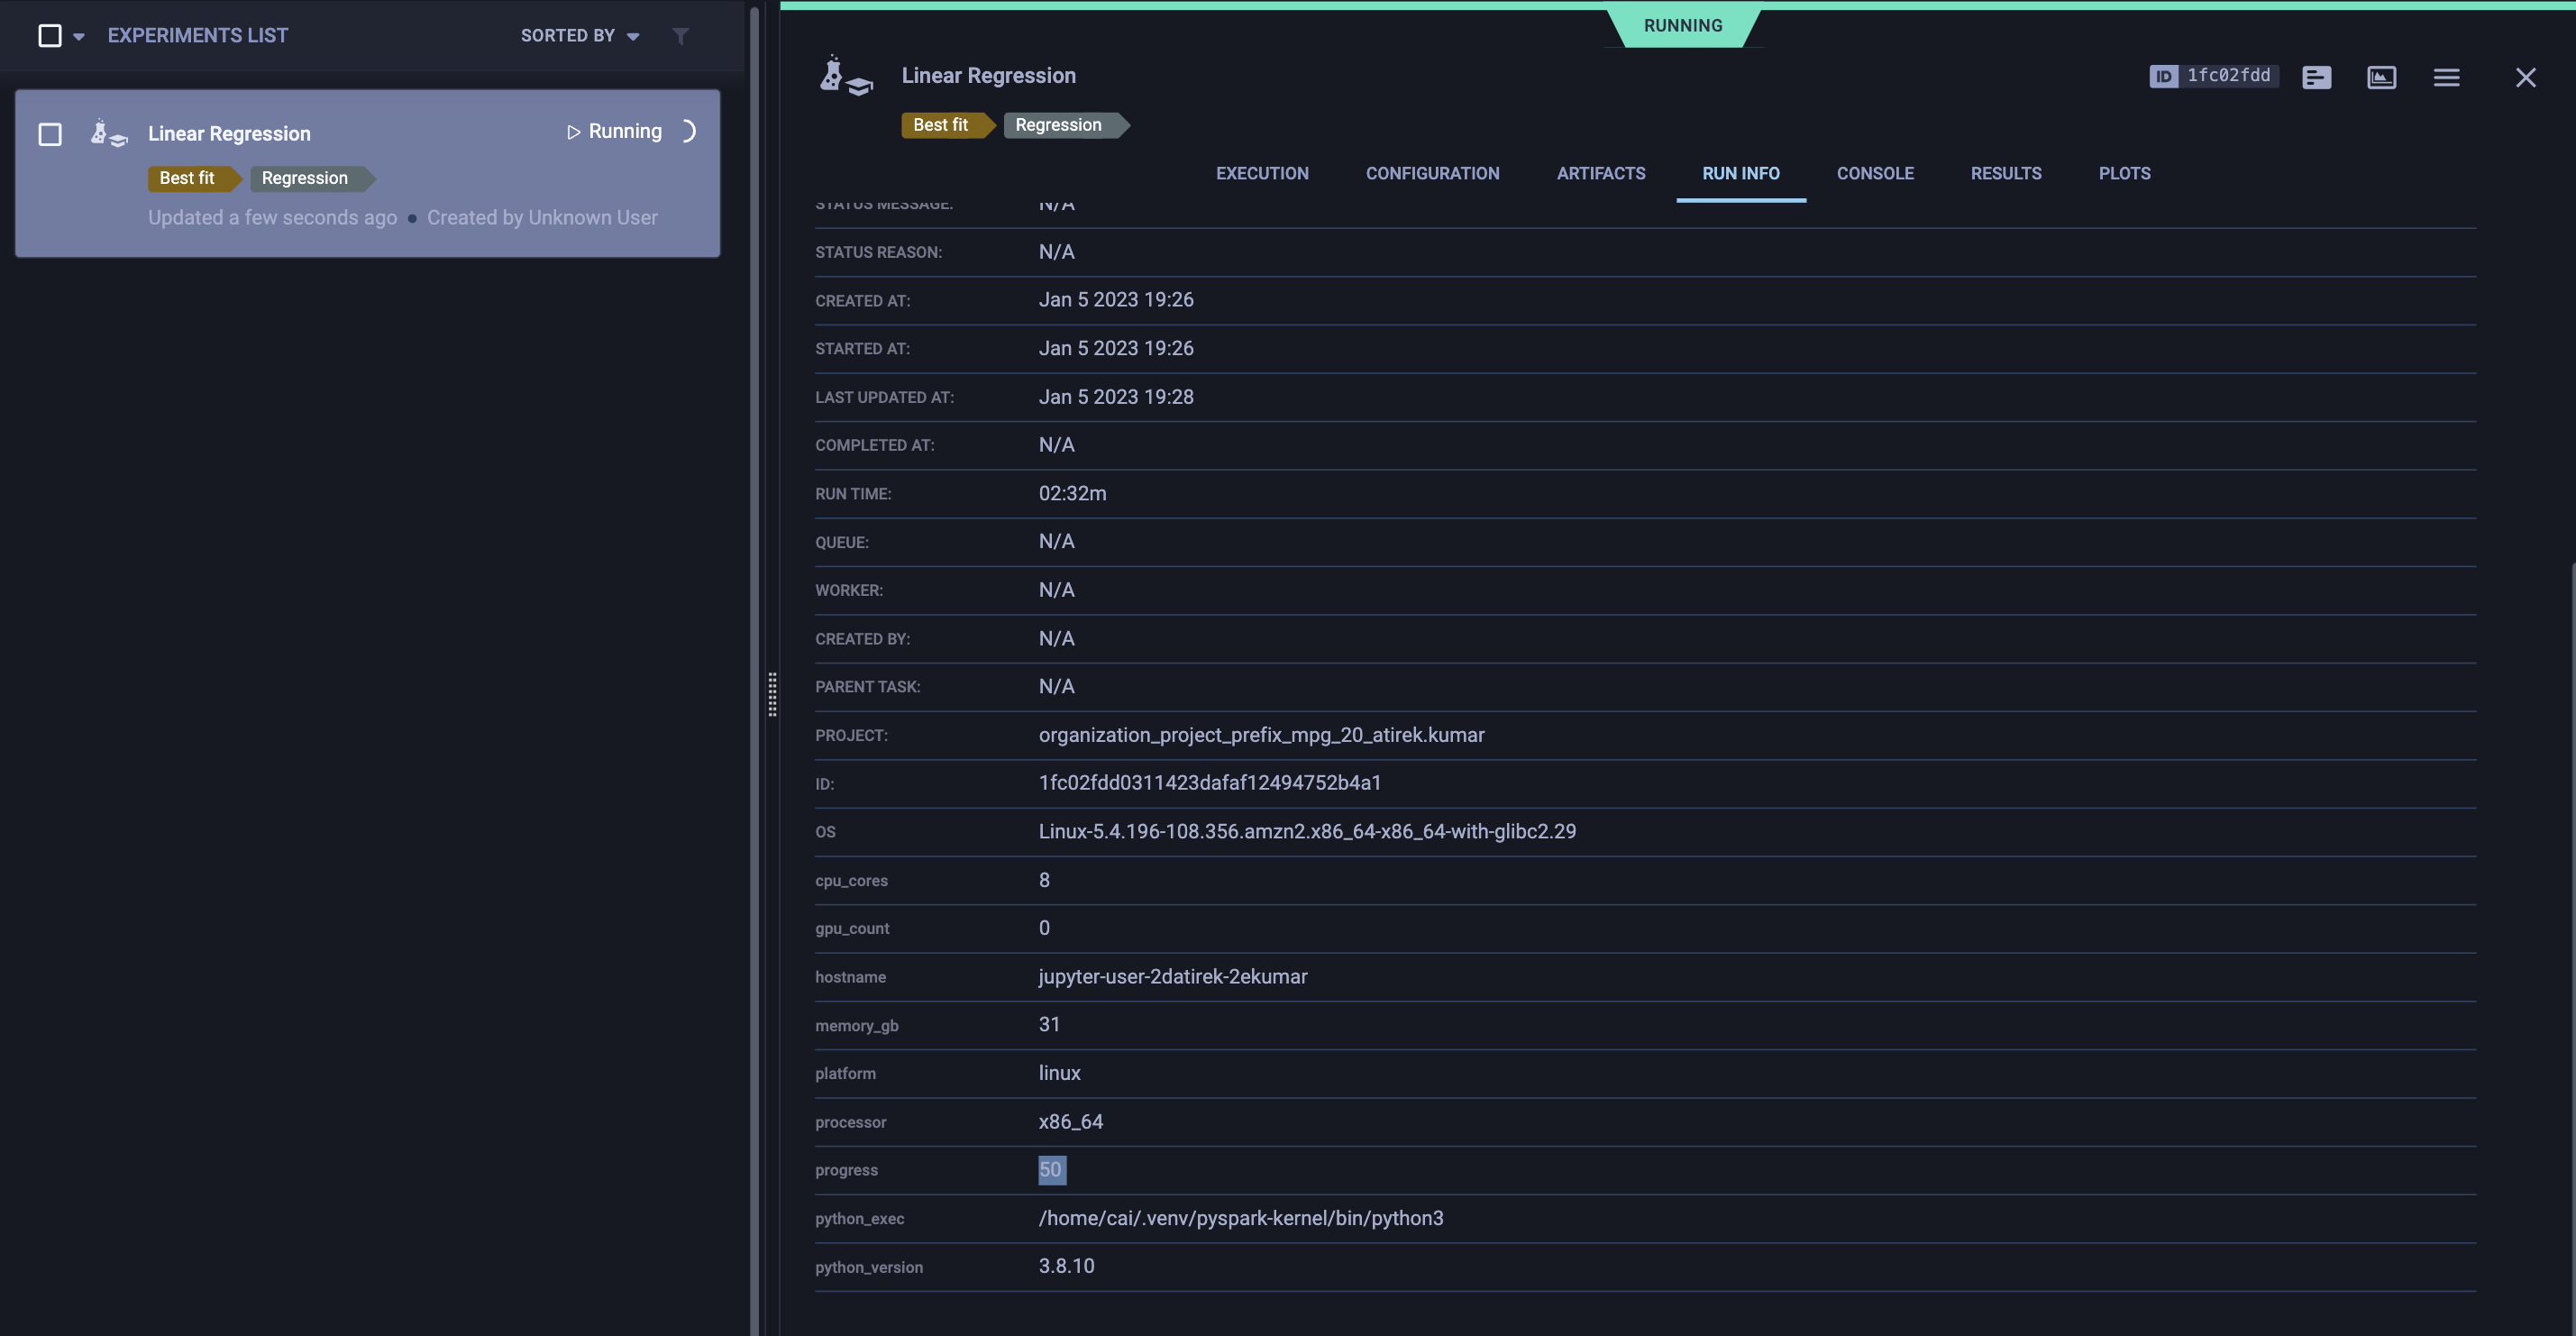 EXPERIMENTS LIST
SORTED BY
Linear Regression
Running
Best fit
Regression
Updated a few seconds ago
Created by Unknown User
RUNNING
Linear Regression
ID 1fc02fdd
Best fit
Regression
EXECUTION
CONFIGURATION
ARTIFACTS
RUN INFO
CONSOLE
RESULTS
PLOTS
STATUS MESSAGE: N/A
STATUS REASON: N/A
CREATED AT: Jan 5 2023 19:26
STARTED AT: Jan 5 2023 19:26
LAST UPDATED AT: Jan 5 2023 19:28
COMPLETED AT: N/A
RUN TIME: 02:32m
QUEUE: N/A
WORKER: N/A
CREATED BY: N/A
PARENT TASK: N/A
PROJECT: organization_project_prefix_mpg_20_atirek.kumar
ID: 1fc02fdd0311423dafaf12494752b4a1
OS Linux-5.4.196-108.356.amzn2.x86_64-x86_64-with-glibc2.29
cpu_cores 8
gpu_count 0
hostname jupyter-user-2datirek-2ekumar
memory_gb 31
platform linux
processor x86_64
progress 50
python_exec /home/cai/.venv/pyspark-kernel/bin/python3
python_version 3.8.10